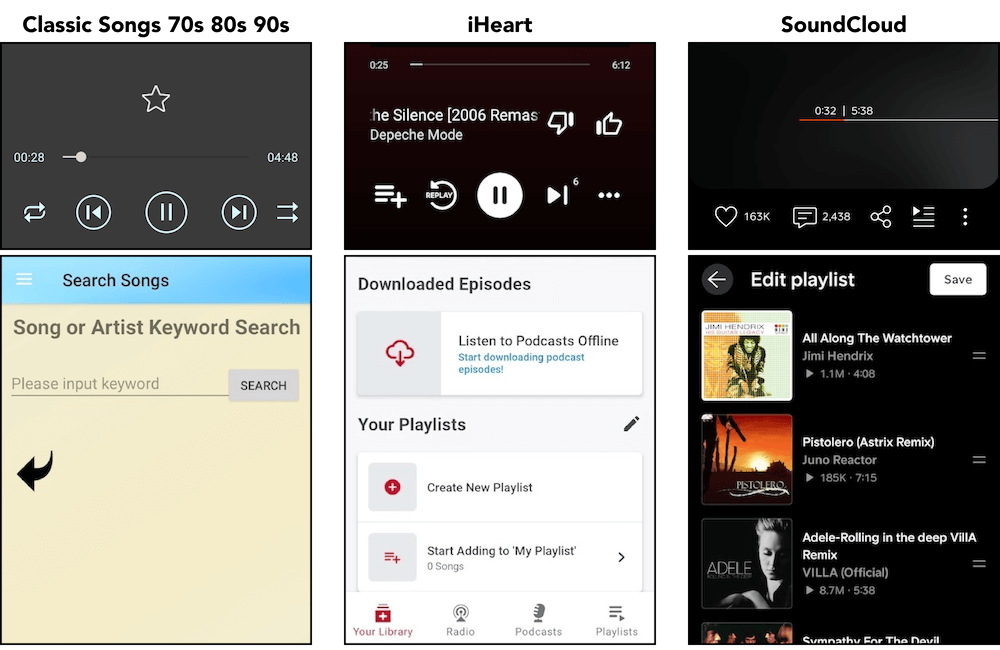 Classic Songs 70s 80s 90s
00:28
04:48
Search Songs
Song or Artist Keyword Search
Please input keyword
SEARCH
iHeart
0:25
6:12
he Silence [2006 Remas
Depeche Mode
REPLAY
6
Downloaded Episodes
Listen to Podcasts Offline
Start downloading podcast
episodes!
Your Playlists
Create New Playlist
Start Adding to 'My Playlist'
0 Songs
Your Library
Radio
Podcasts
Playlists
SoundCloud
0:32 | 5:38
163K
2,438
Edit playlist
Save
JIMI HENDRIX
All Along The Watchtower
Jimi Hendrix
1.1M · 4:08
PISTOLERO
Pistolero (Astrix Remix)
Juno Reactor
185K · 7:15
ADELE
ROLLING IN THE DEEP
Adele-Rolling in the deep VillA
Remix
VILLA (Official)
8.7M · 5:38
Sympathy For The Devil